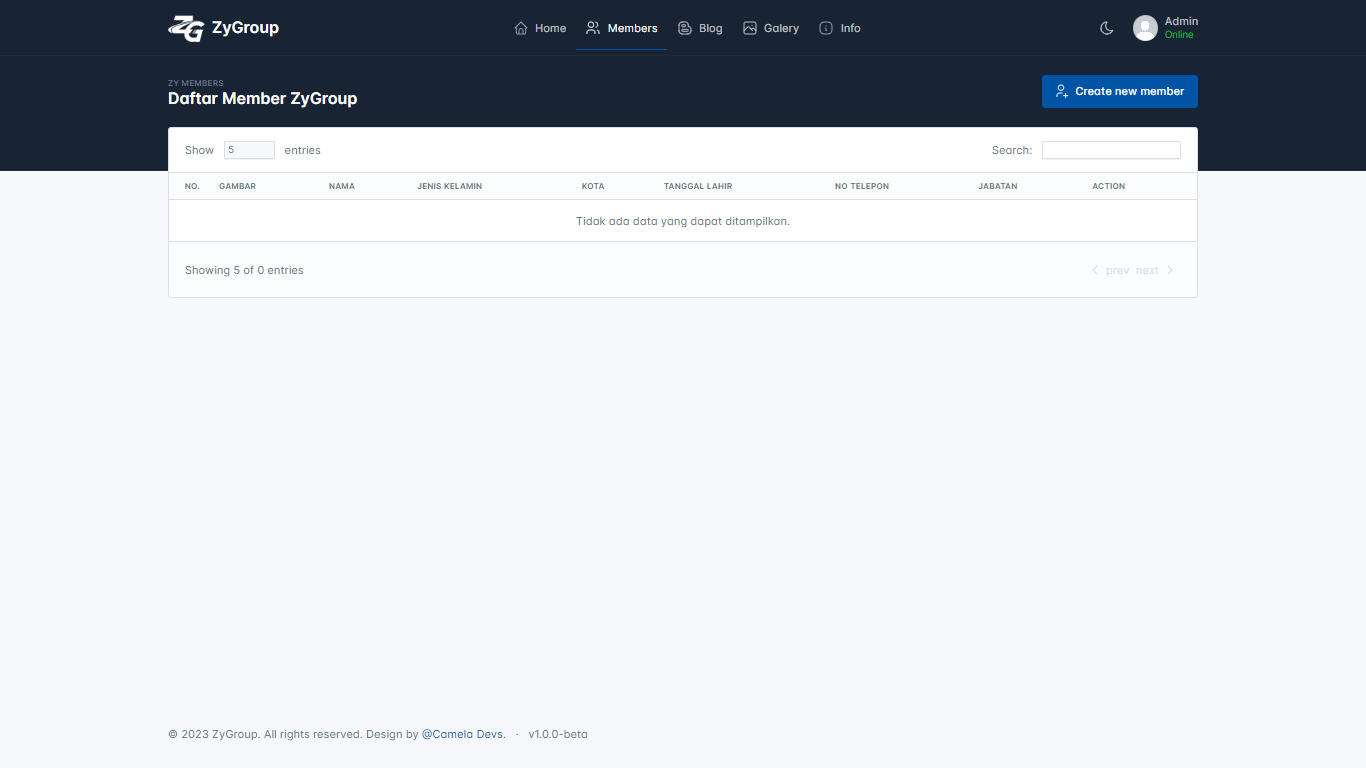 ZG ZyGroup Home Members Blog Galery Info Admin
Online
ZY MEMBERS
Daftar Member ZyGroup
Create new member
Show 5 entries Search:
NO. GAMBAR NAMA JENIS KELAMIN KOTA TANGGAL LAHIR NO TELEPON JABATAN ACTION
Tidak ada data yang dapat ditampilkan.
Showing 5 of 0 entries prev next
© 2023 ZyGroup. All rights reserved. Design by @Camela Devs. · v1.0.0-beta